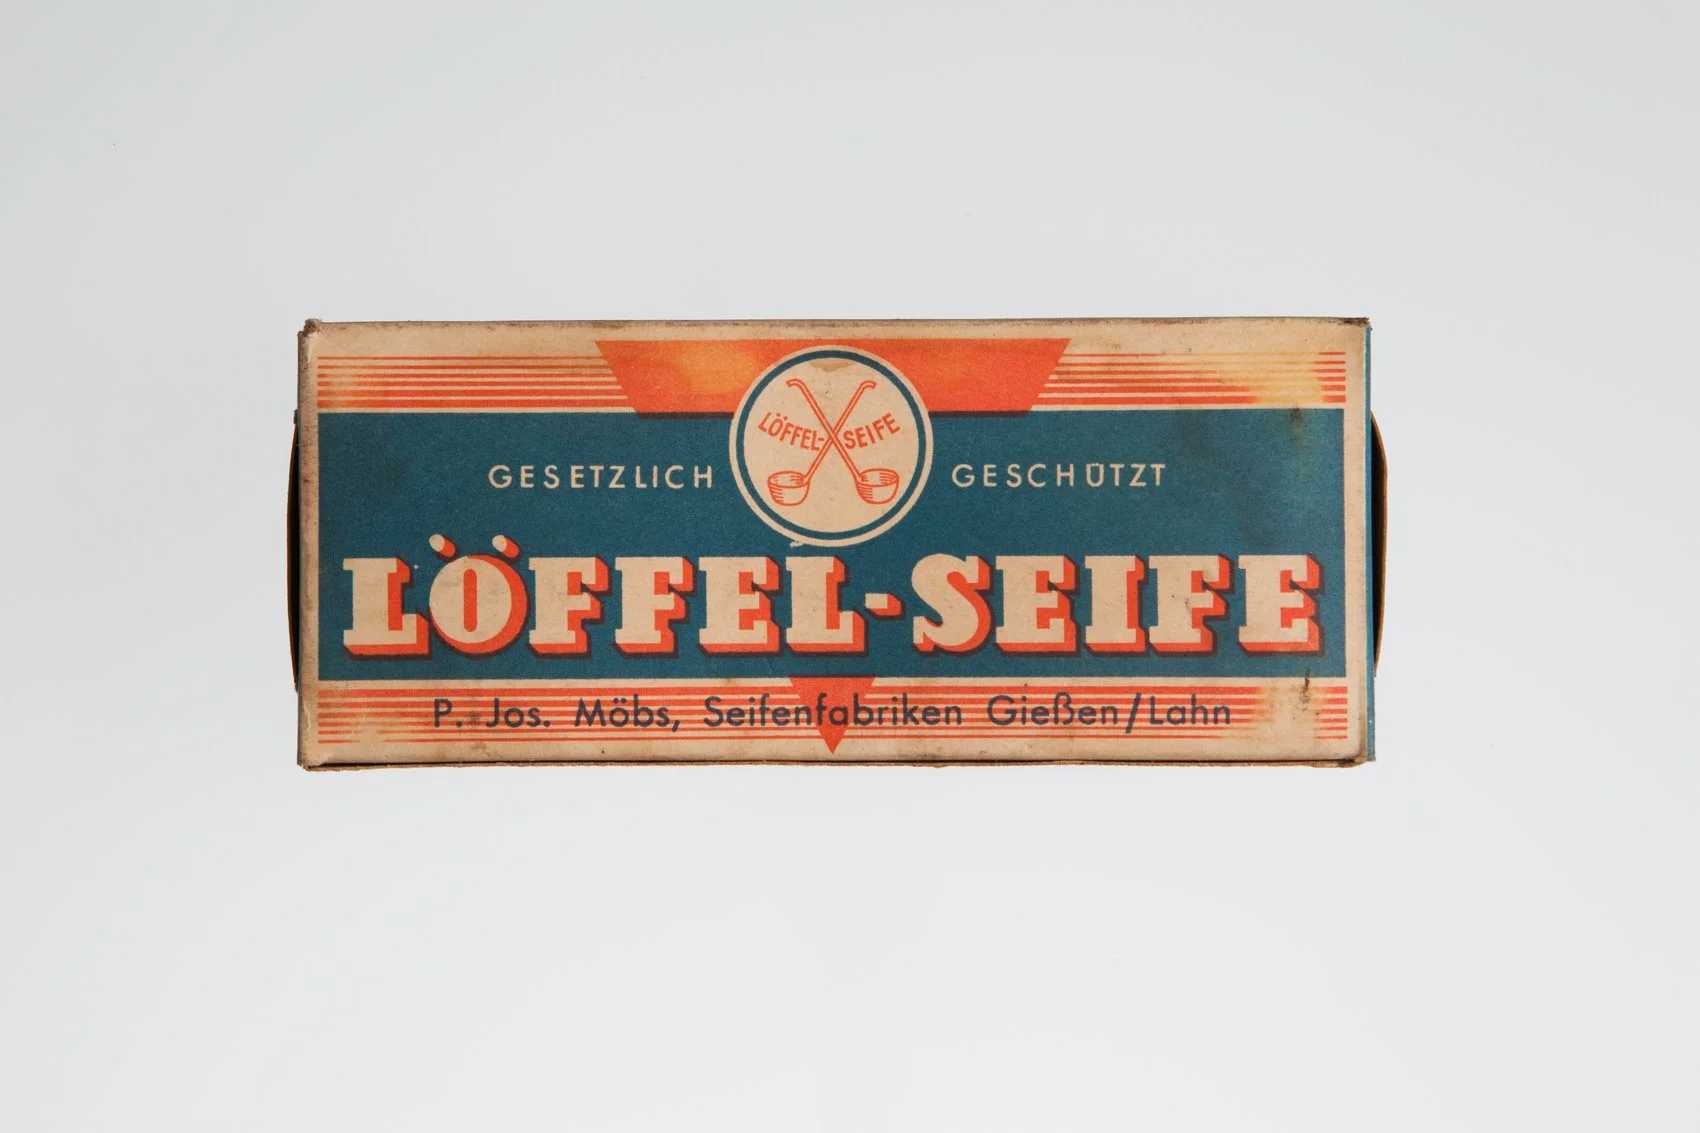 LÖFFEL-SEIFE
GESETZLICH GESCHÜTZT
LÖFFEL-SEIFE
P. Jos. Möbs, Seifenfabriken Gießen/Lahn